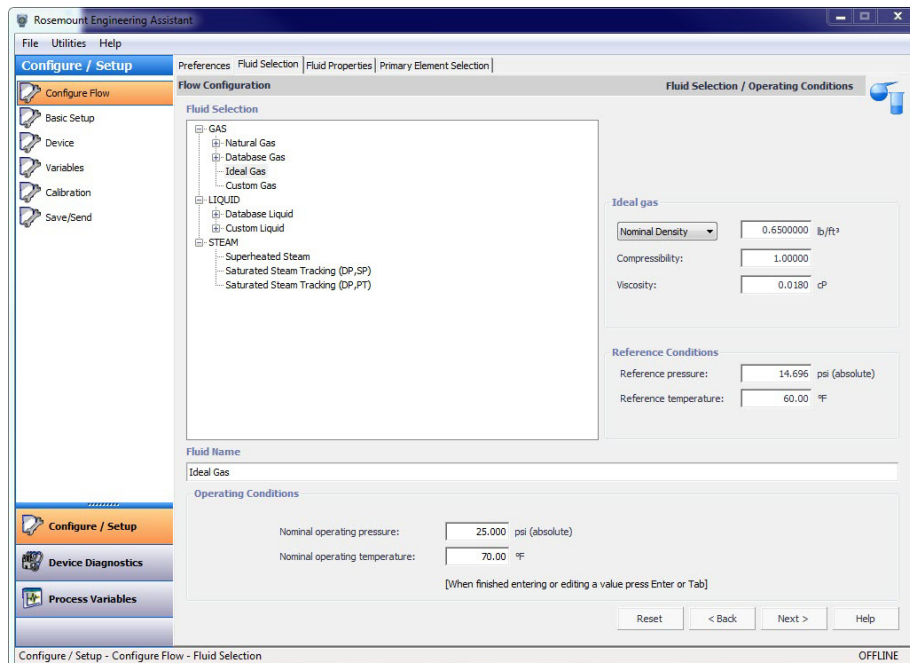 Rosemount Engineering Assistant
File Utilities Help
Configure / Setup
Configure Flow
Basic Setup
Device
Variables
Calibration
Save/Send
Configure / Setup
Device Diagnostics
Process Variables
Preferences Fluid Selection Fluid Properties Primary Element Selection
Flow Configuration Fluid Selection / Operating Conditions
Fluid Selection
GAS
Natural Gas
Database Gas
Ideal Gas
Custom Gas
LIQUID
Database Liquid
Custom Liquid
STEAM
Superheated Steam
Saturated Steam Tracking (DP,SP)
Saturated Steam Tracking (DP,PT)
Ideal gas
Nominal Density 0.6500000 lb/ft³
Compressibility: 1.00000
Viscosity: 0.0180 cP
Reference Conditions
Reference pressure: 14.696 psi (absolute)
Reference temperature: 60.00 °F
Fluid Name
Ideal Gas
Operating Conditions
Nominal operating pressure: 25.000 psi (absolute)
Nominal operating temperature: 70.00 °F
[When finished entering or editing a value press Enter or Tab]
Reset < Back Next > Help
Configure / Setup - Configure Flow - Fluid Selection OFFLINE